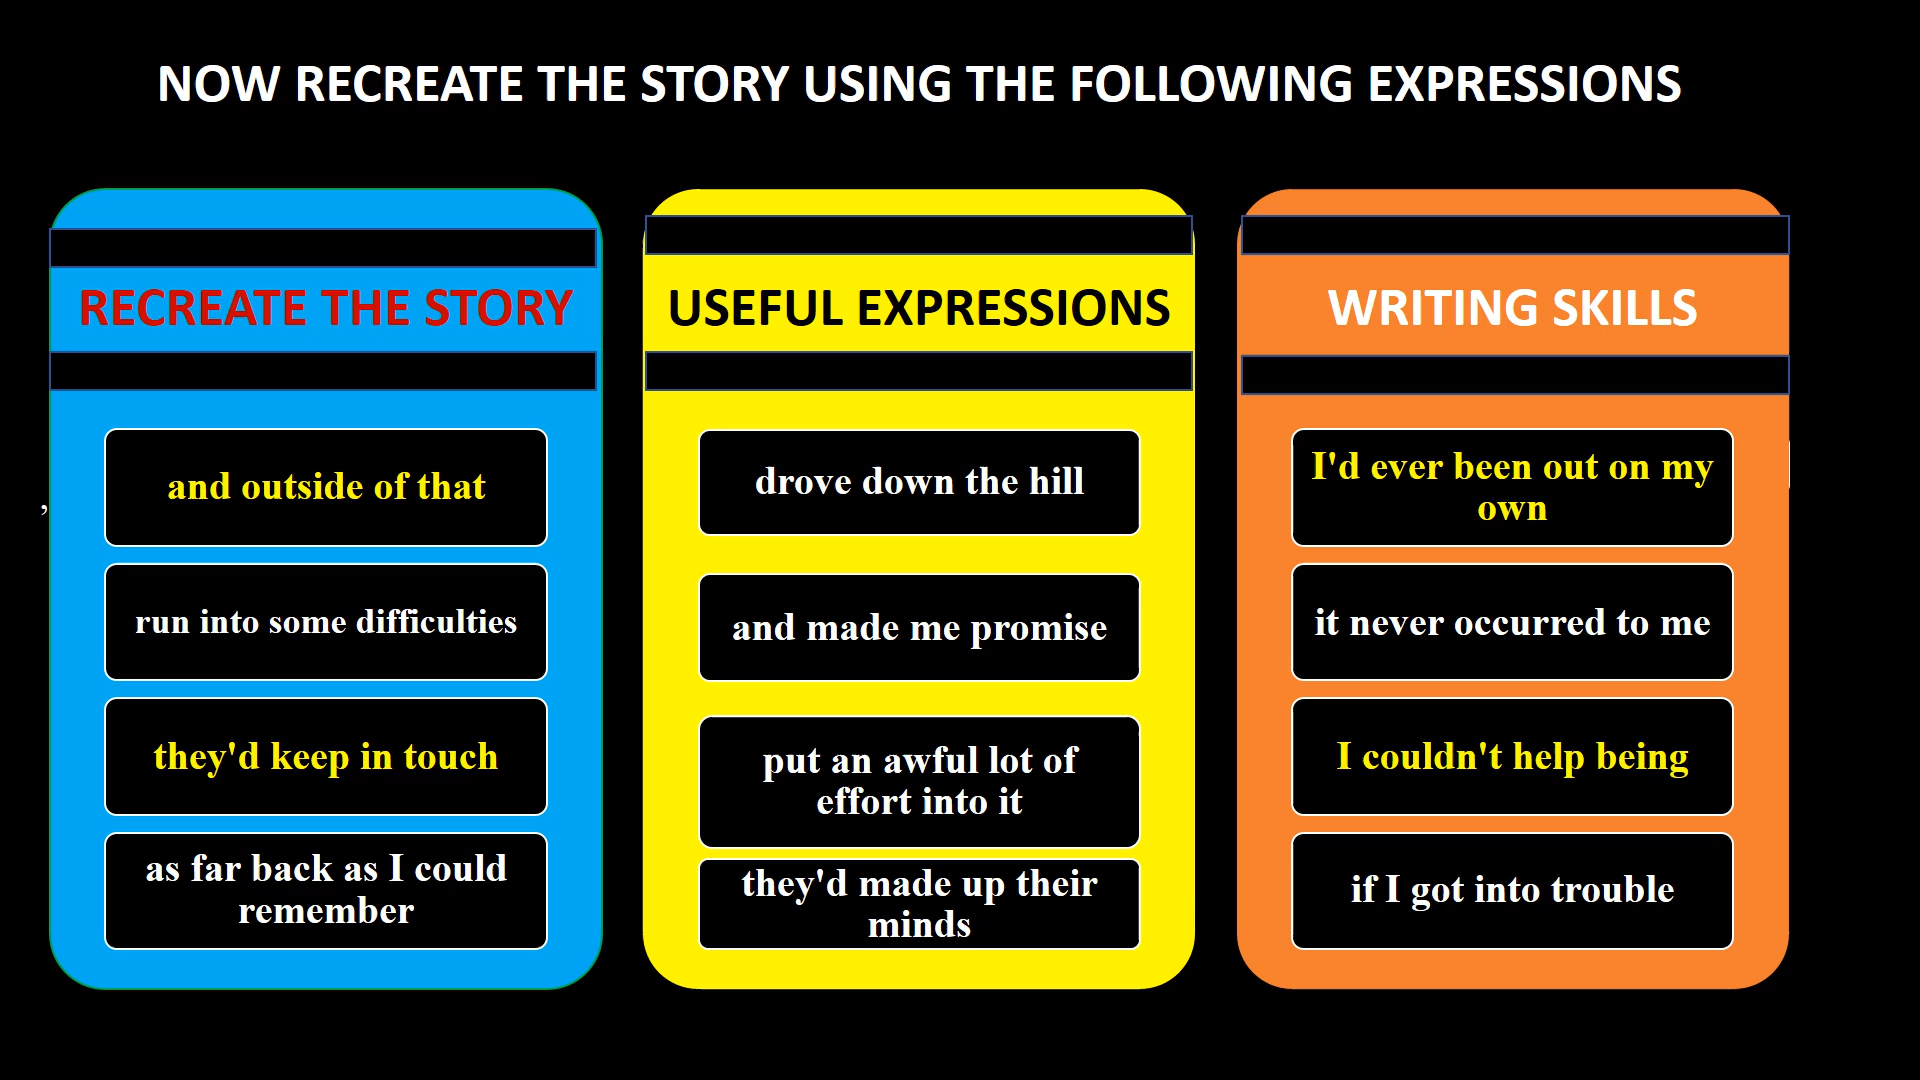 NOW RECREATE THE STORY USING THE FOLLOWING EXPRESSIONS
RECREATE THE STORY
and outside of that
,
run into some difficulties
they'd keep in touch
as far back as I could
remember
USEFUL EXPRESSIONS
drove down the hill
and made me promise
put an awful lot of
effort into it
they'd made up their
minds
WRITING SKILLS
I'd ever been out on my
own
it never occurred to me
I couldn't help being
if I got into trouble